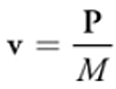 v = P / M